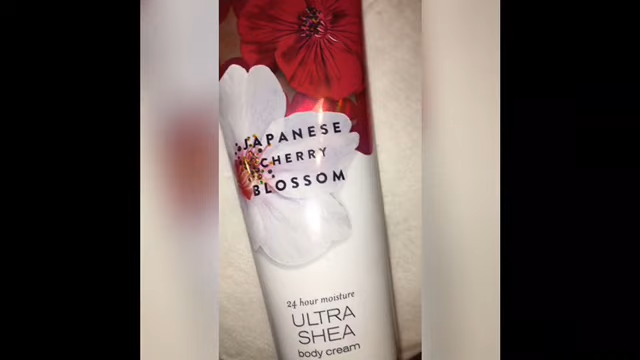 JAPANESE
CHERRY
BLOSSOM
24 hour moisture
ULTRA
SHEA
body cream